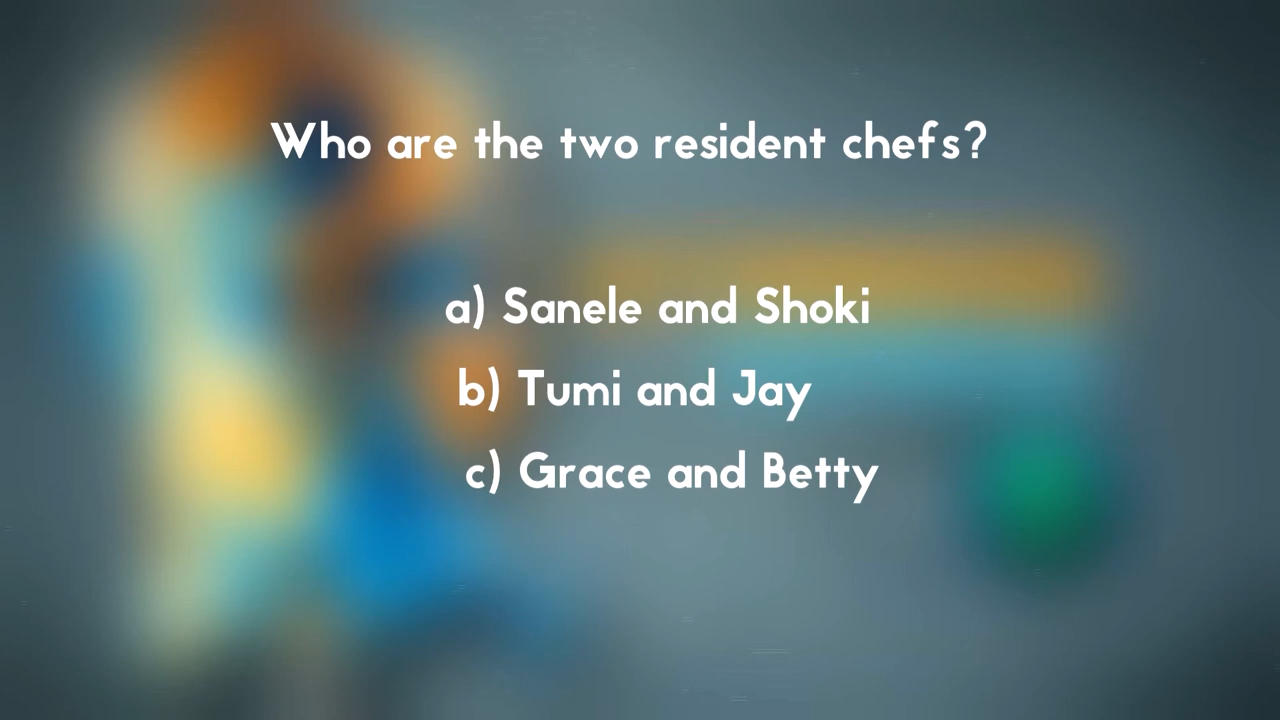 Who are the two resident chefs?
a) Sanele and Shoki
b) Tumi and Jay
c) Grace and Betty